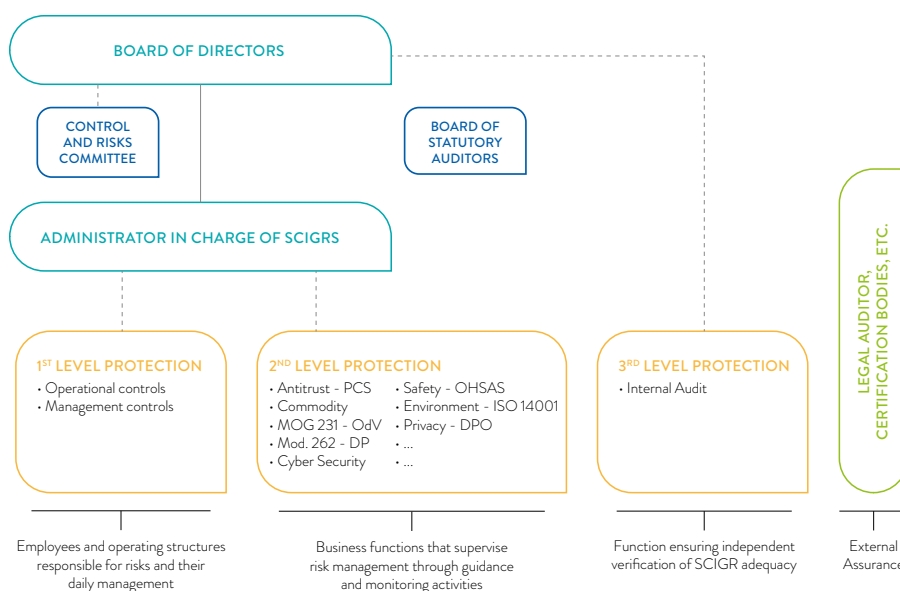 BOARD OF DIRECTORS
CONTROL
AND RISKS
COMMITTEE
BOARD OF
STATUTORY
AUDITORS
ADMINISTRATOR IN CHARGE OF SCIGRS
LEGAL AUDITOR,
CERTIFICATION BODIES, ETC.
1ST LEVEL PROTECTION
• Operational controls
• Management controls
2ND LEVEL PROTECTION
• Antitrust - PCS
• Commodity
• MOG 231 - OdV
• Mod. 262 - DP
• Cyber Security
• Safety - OHSAS
• Environment - ISO 14001
• Privacy - DPO
• ...
• ...
3RD LEVEL PROTECTION
• Internal Audit
Employees and operating structures
responsible for risks and their
daily management
Business functions that supervise
risk management through guidance
and monitoring activities
Function ensuring independent
verification of SCIGR adequacy
External
Assurance